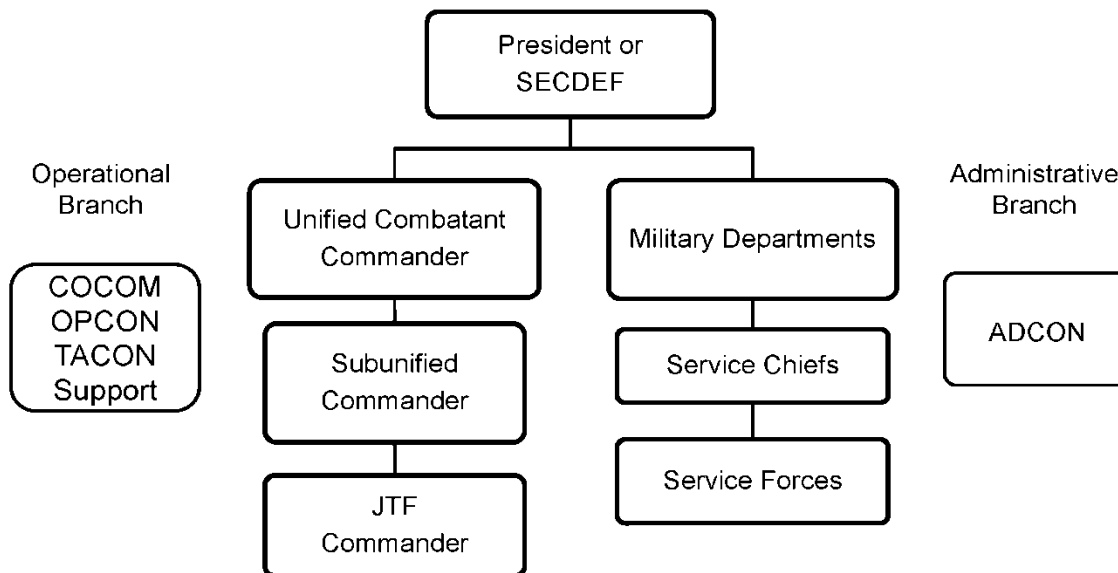 President or
SECDEF
Operational
Branch
Administrative
Branch
Unified Combatant
Commander
Military Departments
COCOM
OPCON
TACON
Support
ADCON
Subunified
Commander
Service Chiefs
JTF
Commander
Service Forces